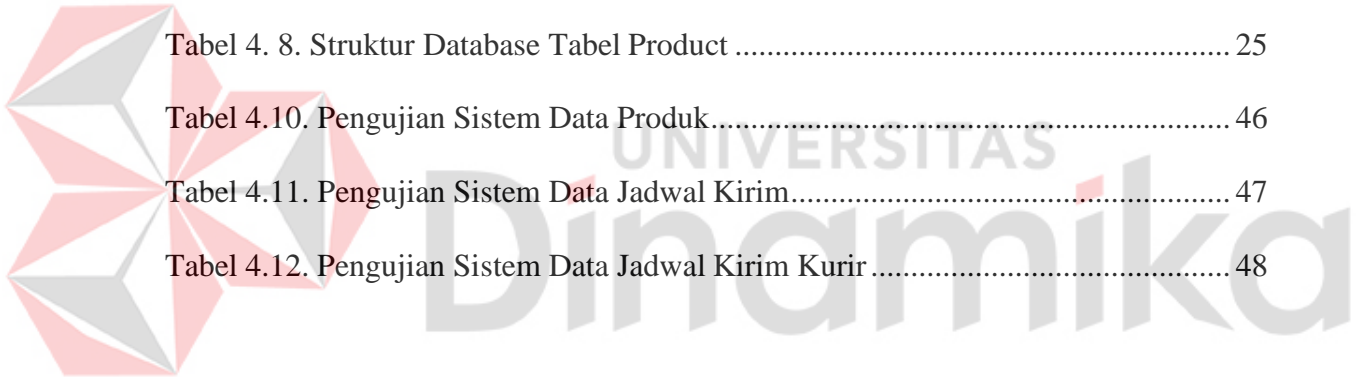 Tabel 4. 8. Struktur Database Tabel Product ........................................................................ 25
Tabel 4.10. Pengujian Sistem Data Produk........................................................................... 46
UNIVERSITAS
Tabel 4.11. Pengujian Sistem Data Jadwal Kirim............................................................... 47
Dinamika
Tabel 4.12. Pengujian Sistem Data Jadwal Kirim Kurir.................................................... 48